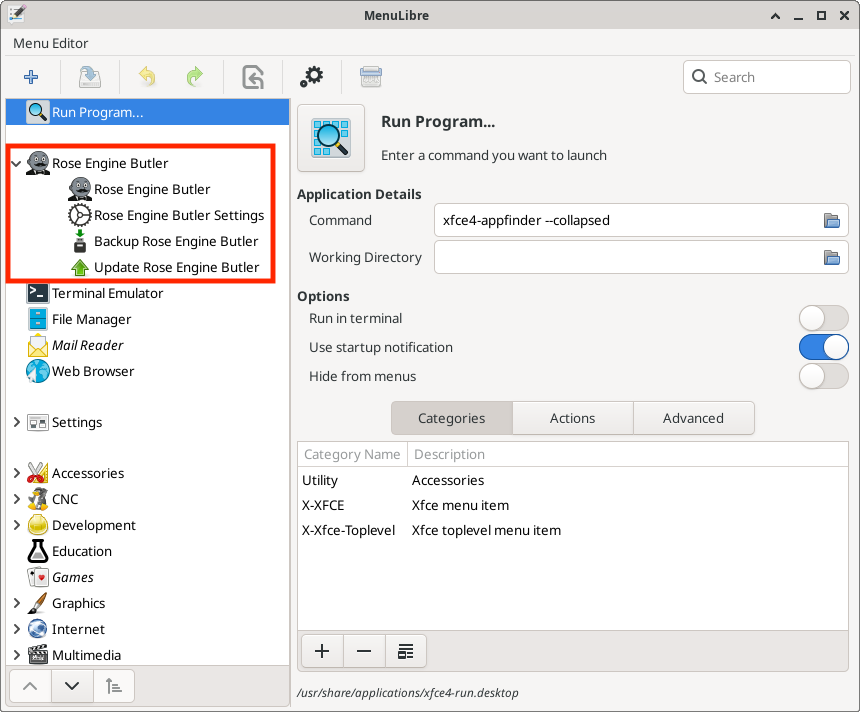 MenuLibre
Menu Editor
Search
Run Program...
Rose Engine Butler
Rose Engine Butler
Rose Engine Butler Settings
Backup Rose Engine Butler
Update Rose Engine Butler
Terminal Emulator
File Manager
Mail Reader
Web Browser
Settings
Accessories
CNC
Development
Education
Games
Graphics
Internet
Multimedia
Run Program...
Enter a command you want to launch
Application Details
Command xfce4-appfinder --collapsed
Working Directory
Options
Run in terminal
Use startup notification
Hide from menus
Categories Actions Advanced
Category Name Description
Utility Accessories
X-XFCE Xfce menu item
X-Xfce-Toplevel Xfce toplevel menu item
/usr/share/applications/xfce4-run.desktop